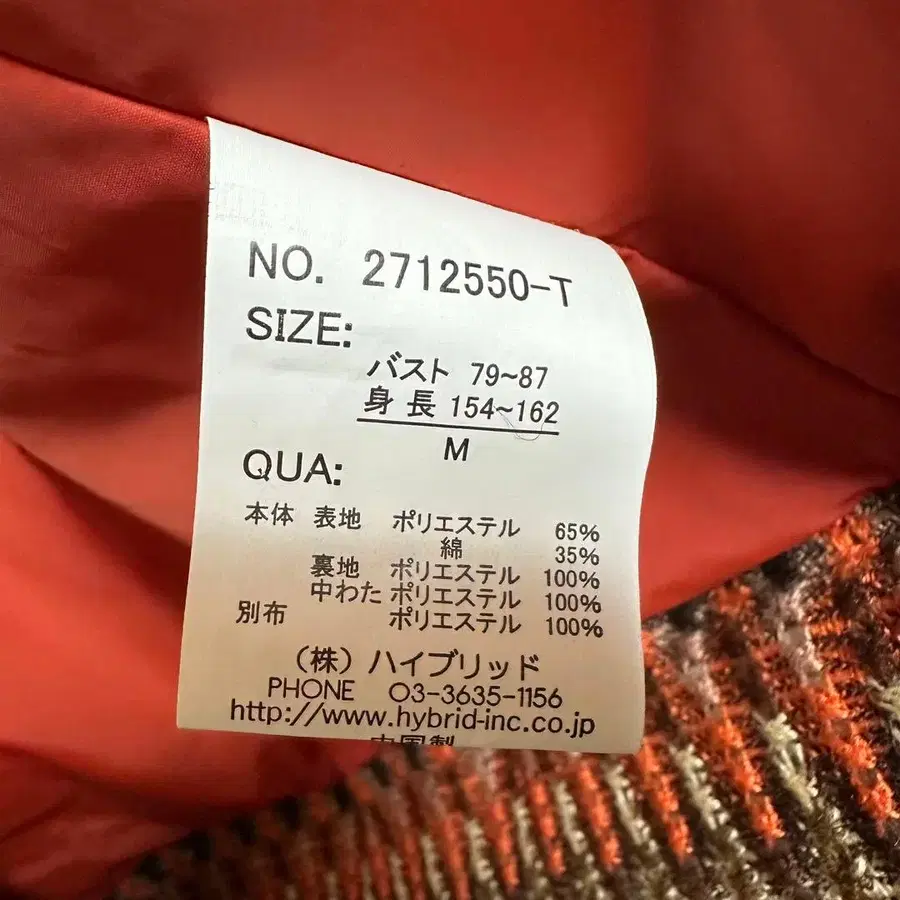 NO. 2712550-T
SIZE:
バスト 79~87
身長 154~162
M
QUA:
本体 表地 ポリエステル 65%
綿 35%
裏地 ポリエステル 100%
中わた ポリエステル 100%
別布 ポリエステル 100%
(株) ハイブリッド
PHONE 03-3635-1156
http://www.hybrid-inc.co.jp
中国製